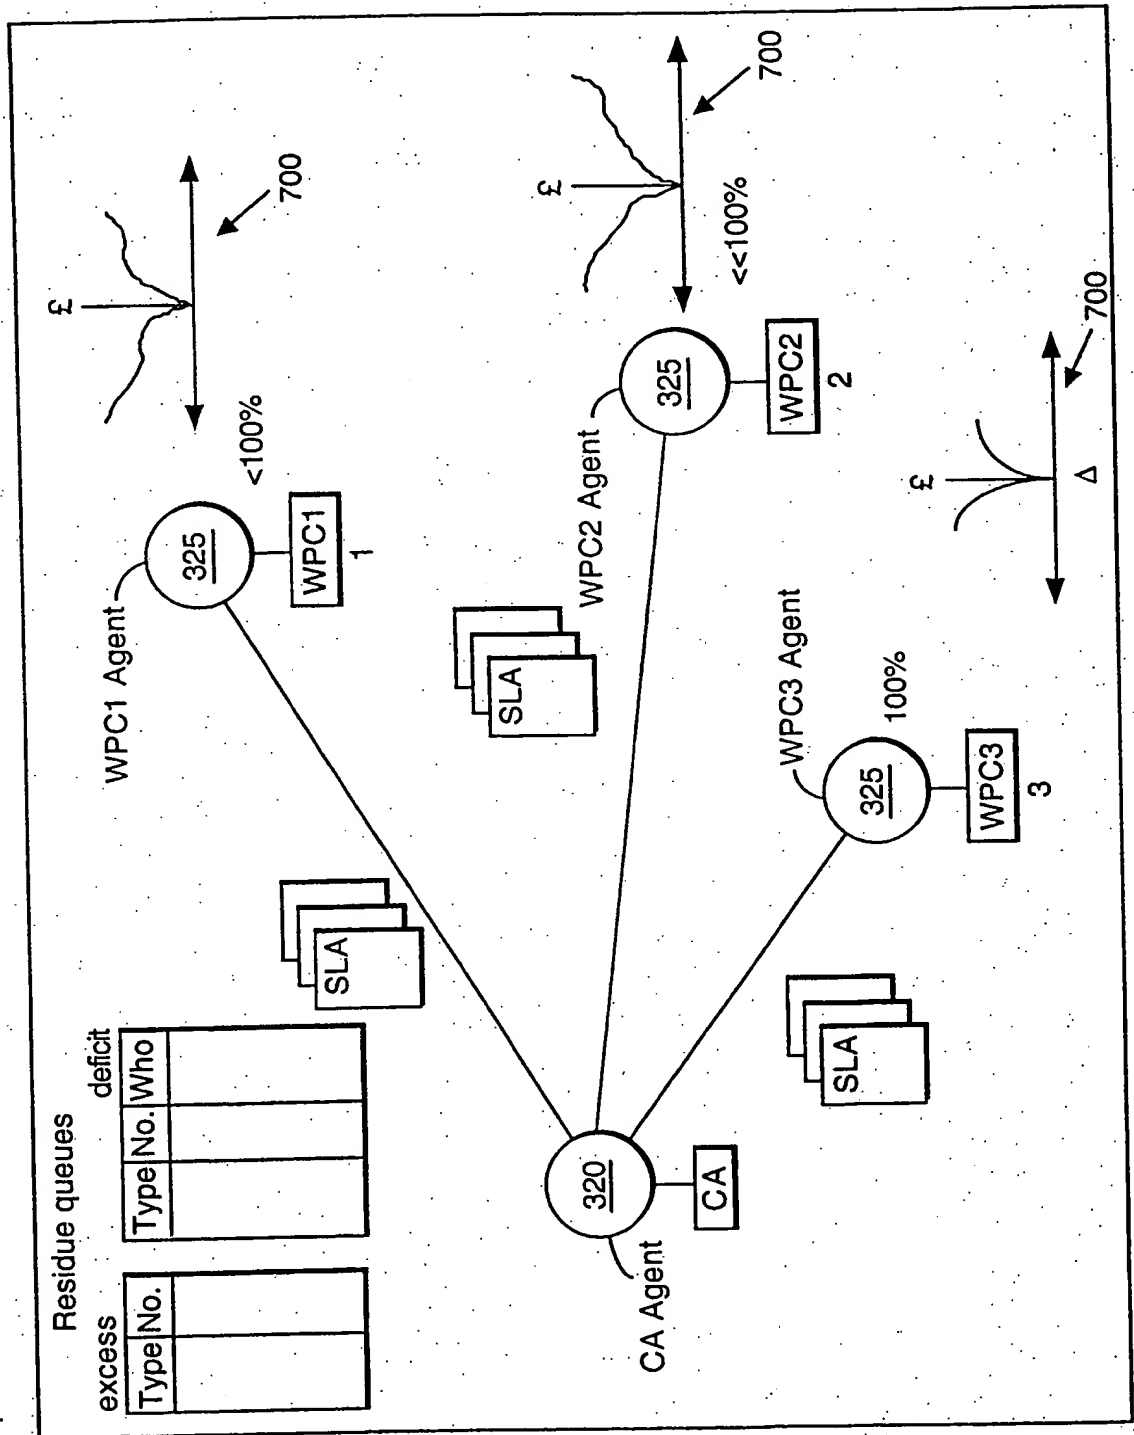 Residue queues
excess
deficit
Type No.
Type No. Who
SLA
WPC1 Agent
325
WPC1
1
<100%
£
700
SLA
WPC2 Agent
325
WPC2
2
<<100%
£
700
CA Agent
320
CA
SLA
WPC3 Agent
325
WPC3
3
100%
£
Δ
700